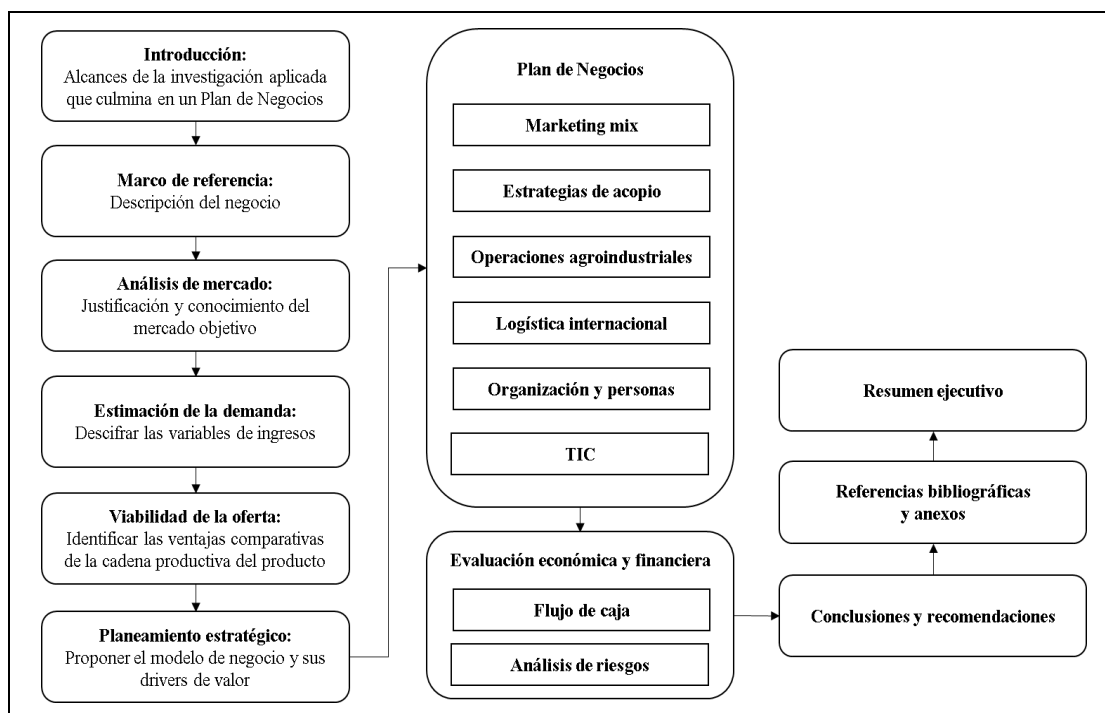 Introducción:
Alcances de la investigación aplicada
que culmina en un Plan de Negocios
Marco de referencia:
Descripción del negocio
Análisis de mercado:
Justificación y conocimiento del
mercado objetivo
Estimación de la demanda:
Descifrar las variables de ingresos
Viabilidad de la oferta:
Identificar las ventajas comparativas
de la cadena productiva del producto
Planeamiento estratégico:
Proponer el modelo de negocio y sus
drivers de valor
Plan de Negocios
Marketing mix
Estrategias de acopio
Operaciones agroindustriales
Logística internacional
Organización y personas
TIC
Evaluación económica y financiera
Flujo de caja
Análisis de riesgos
Resumen ejecutivo
Referencias bibliográficas
y anexos
Conclusiones y recomendaciones